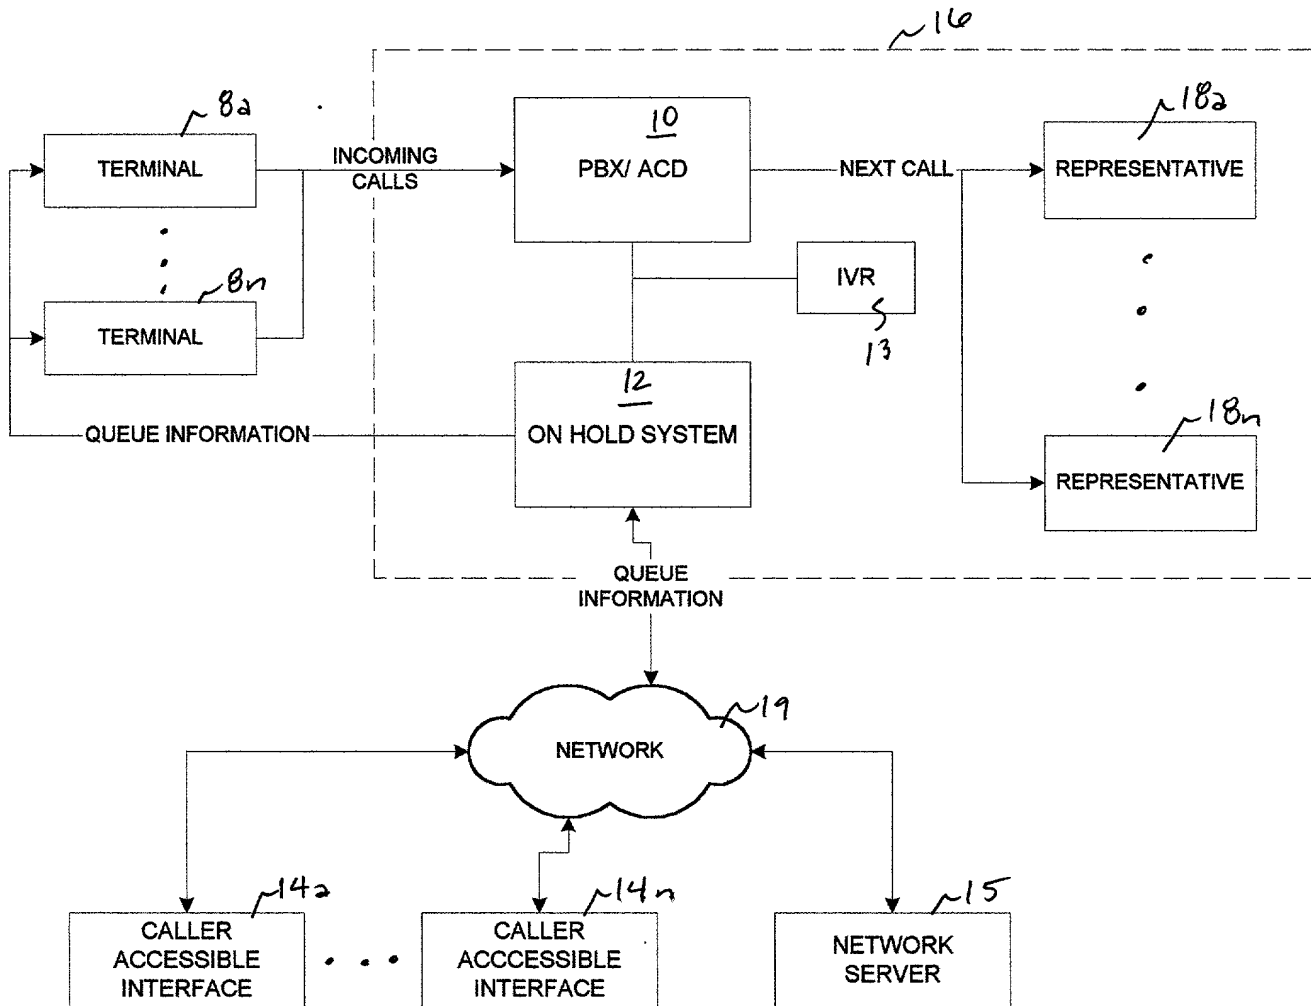 16
8a
10
18a
TERMINAL
INCOMING
CALLS
PBX/ ACD
NEXT CALL
REPRESENTATIVE
8n
IVR
TERMINAL
13
12
QUEUE INFORMATION
ON HOLD SYSTEM
18n
REPRESENTATIVE
QUEUE
INFORMATION
19
NETWORK
14a
14n
15
CALLER
ACCESSIBLE
INTERFACE
CALLER
ACCCESSIBLE
INTERFACE
NETWORK
SERVER